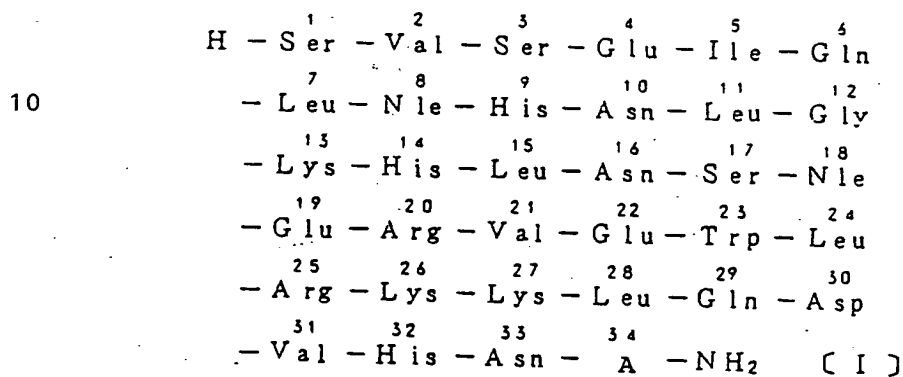 1 2 3 4 5 6
H – Ser – Val – Ser – Glu – Ile – Gln
7 8 9 10 11 12
10 – Leu – Nle – His – Asn – Leu – Gly
13 14 15 16 17 18
– Lys – His – Leu – Asn – Ser – Nle
19 20 21 22 23 24
– Glu – Arg – Val – Glu – Trp – Leu
25 26 27 28 29 30
– Arg – Lys – Lys – Leu – Gln – Asp
31 32 33 34
– Val – His – Asn – A – NH₂ [ I ]